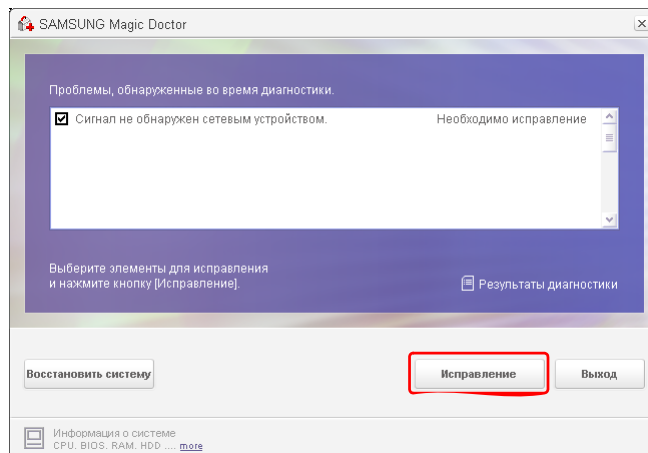 SAMSUNG Magic Doctor
Проблемы, обнаруженные во время диагностики.
Сигнал не обнаружен сетевым устройством. Необходимо исправление
Выберите элементы для исправления
и нажмите кнопку [Исправление].
Результаты диагностики
Восстановить систему Исправление Выход
Информация о системе
CPU. BIOS. RAM. HDD .... more